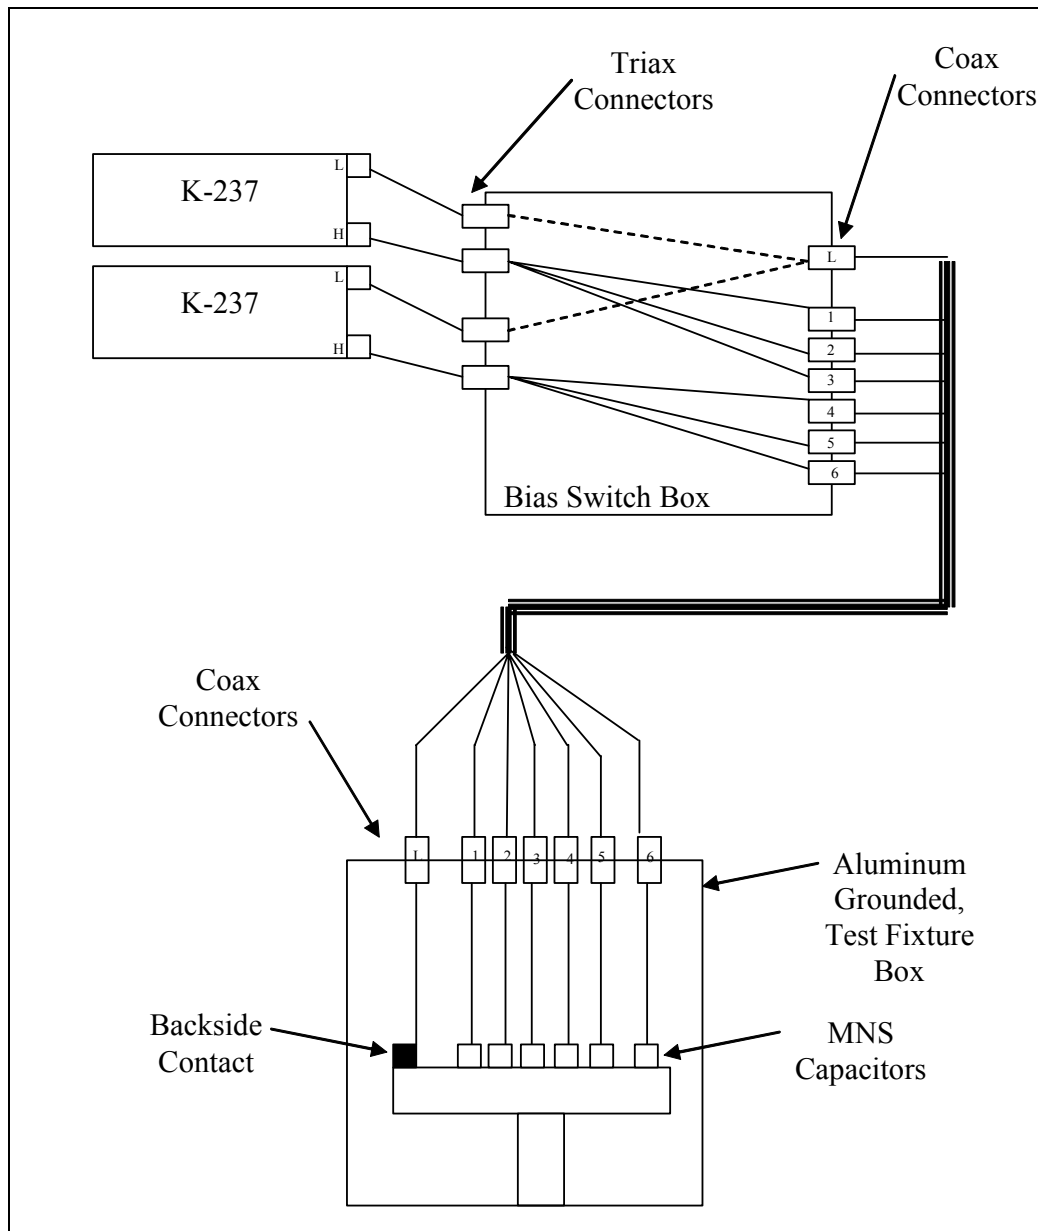 Triax
Connectors
Coax
Connectors
L
K-237
H
L
K-237
H
L
1
2
3
4
5
6
Bias Switch Box
Coax
Connectors
L
1
2
3
4
5
6
Aluminum
Grounded,
Test Fixture
Box
Backside
Contact
MNS
Capacitors